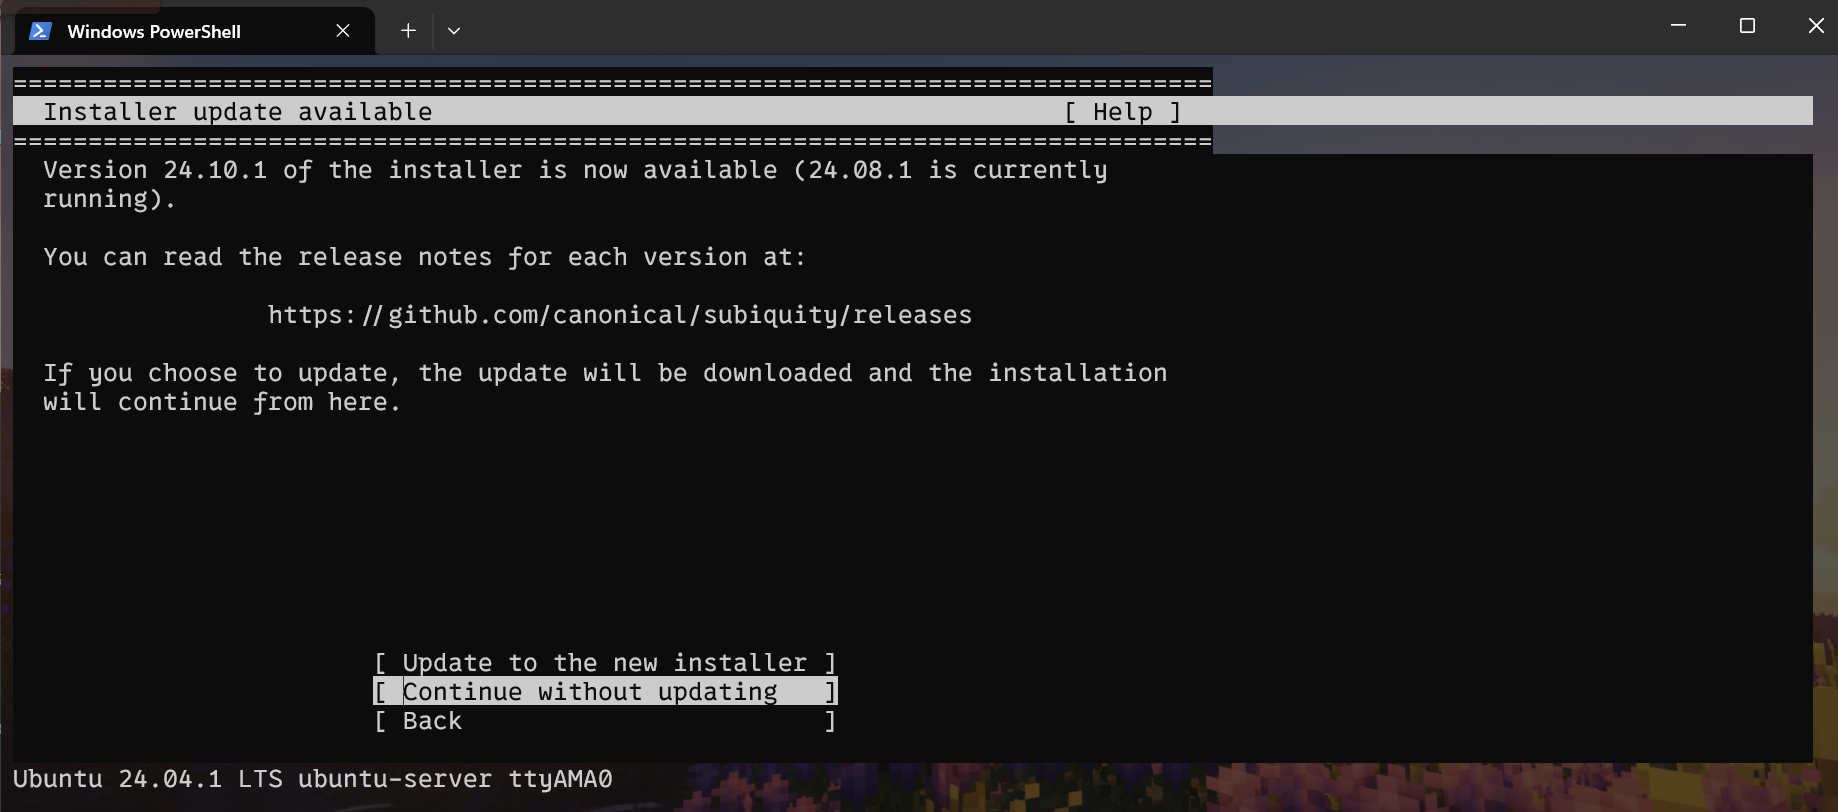 Windows PowerShell
================================================================================
Installer update available [ Help ]
================================================================================
Version 24.10.1 of the installer is now available (24.08.1 is currently
running).
You can read the release notes for each version at:
https://github.com/canonical/subiquity/releases
If you choose to update, the update will be downloaded and the installation
will continue from here.
[ Update to the new installer ]
[ Continue without updating ]
[ Back ]
Ubuntu 24.04.1 LTS ubuntu-server ttyAMA0